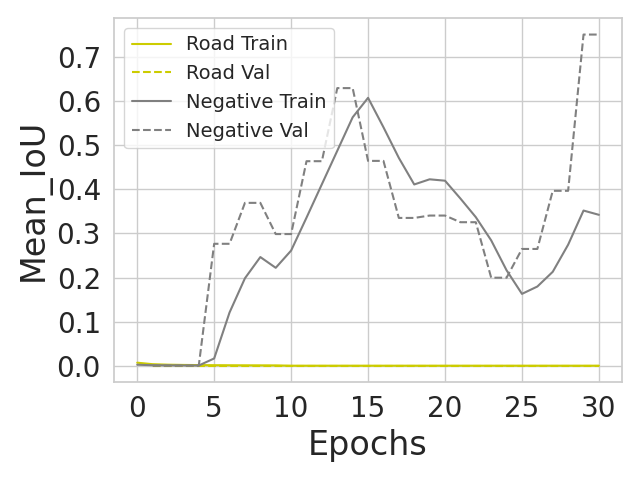 Road Train
Road Val
Negative Train
Negative Val
Mean_IoU
0.7
0.6
0.5
0.4
0.3
0.2
0.1
0.0
0 5 10 15 20 25 30
Epochs